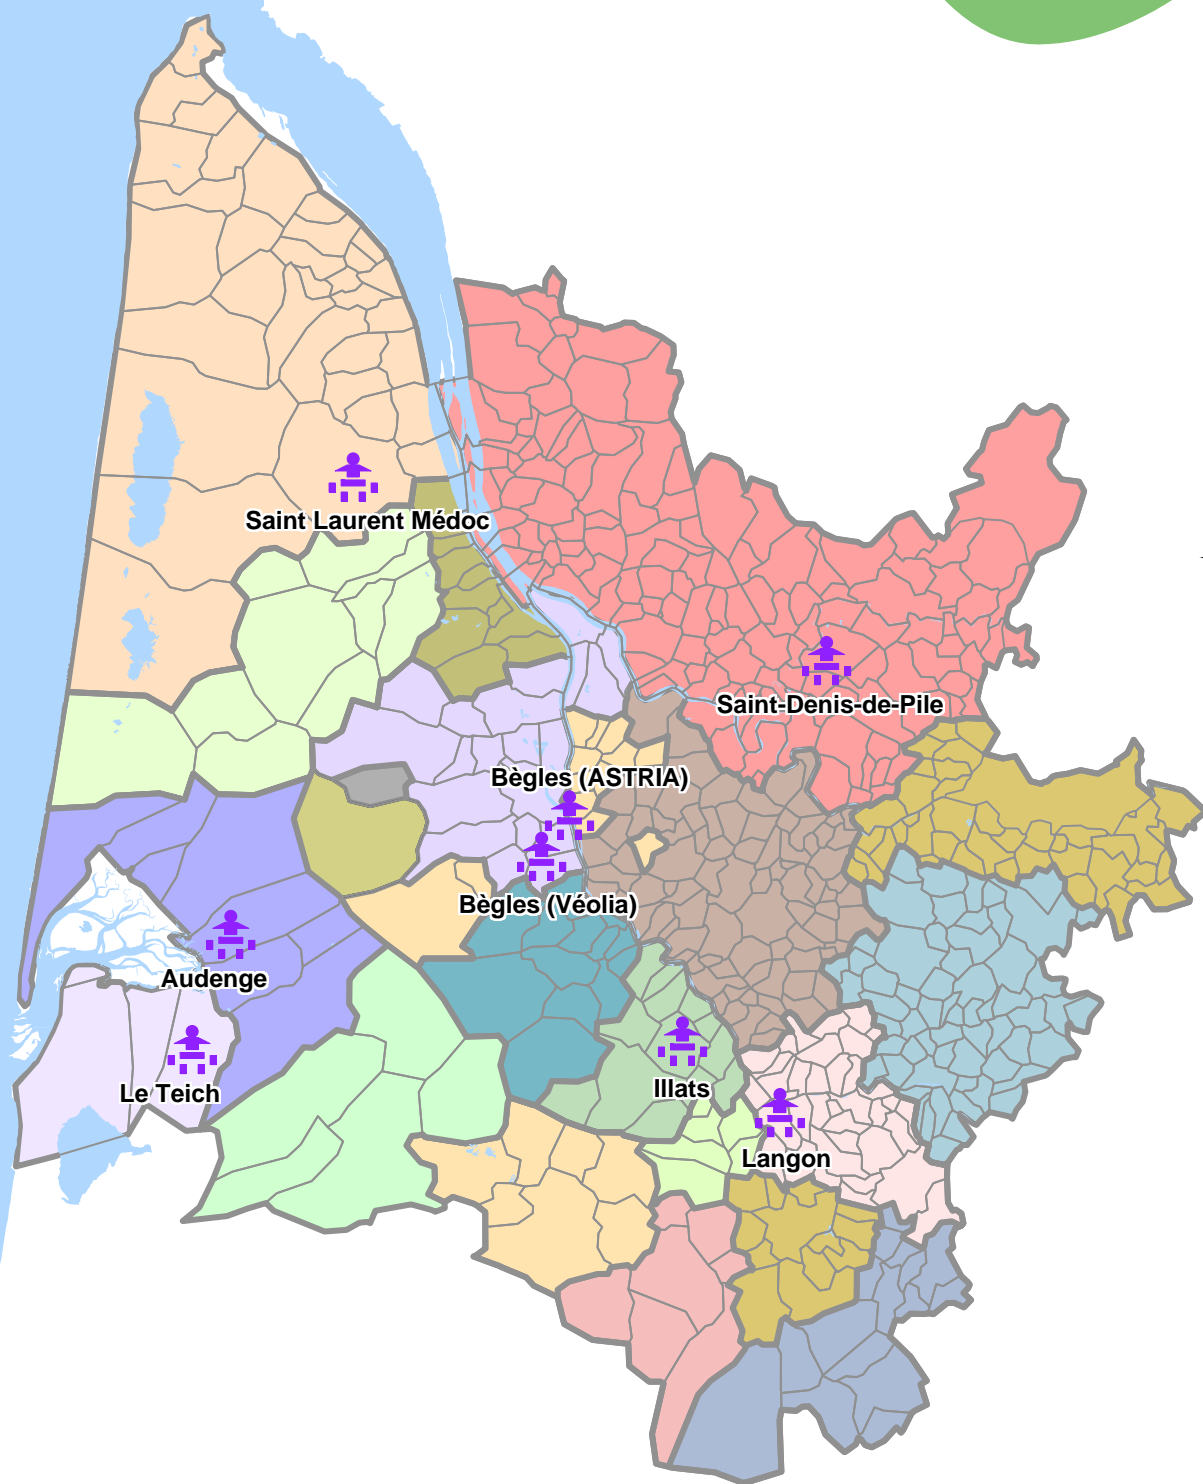 Saint Laurent Médoc
Saint-Denis-de-Pile
Bègles (ASTRIA)
Bègles (Véolia)
Audenge
Le Teich
Illats
Langon